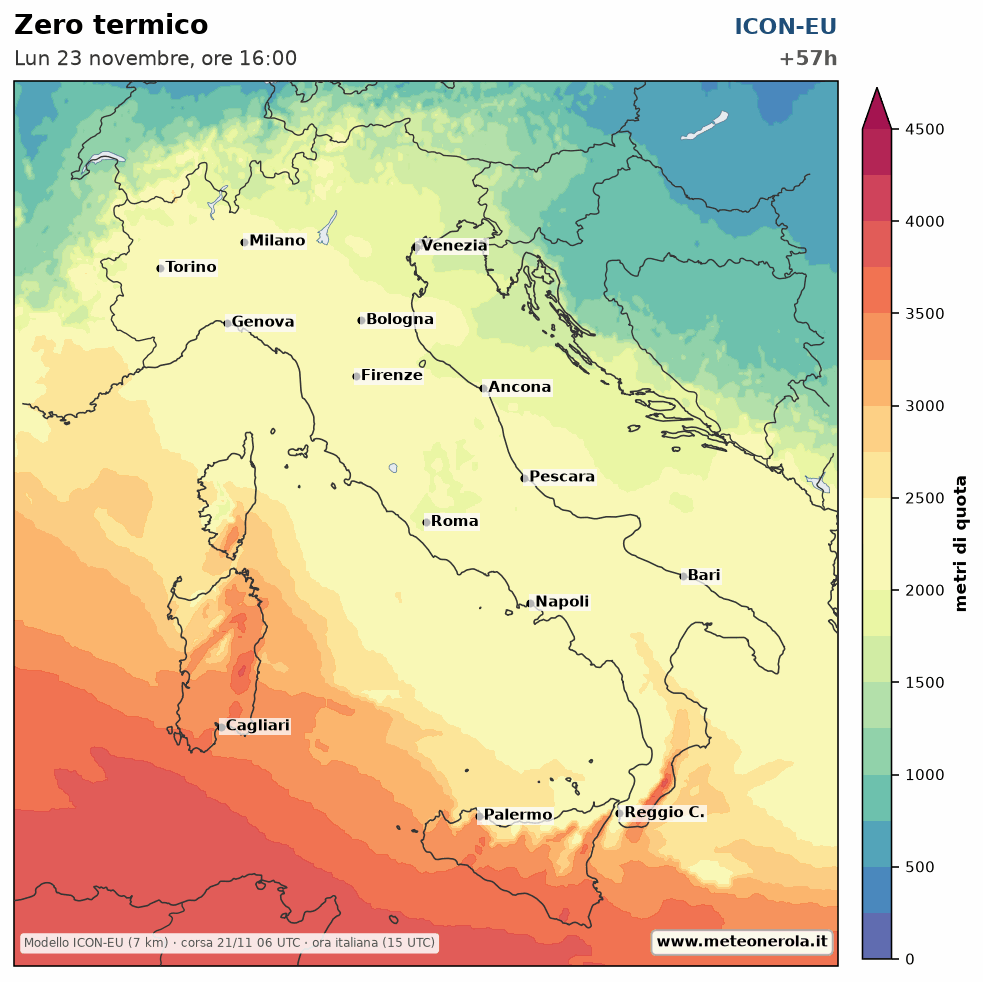 Zero termico
ICON-EU
Lun 23 novembre, ore 16:00
+57h
Milano
Venezia
Torino
Genova
Bologna
Firenze
Ancona
Pescara
Roma
Bari
Napoli
Cagliari
Palermo
Reggio C.
4500
4000
3500
3000
2500
2000
1500
1000
500
0
metri di quota
Modello ICON-EU (7 km) · corsa 21/11 06 UTC · ora italiana (15 UTC)
www.meteonerola.it